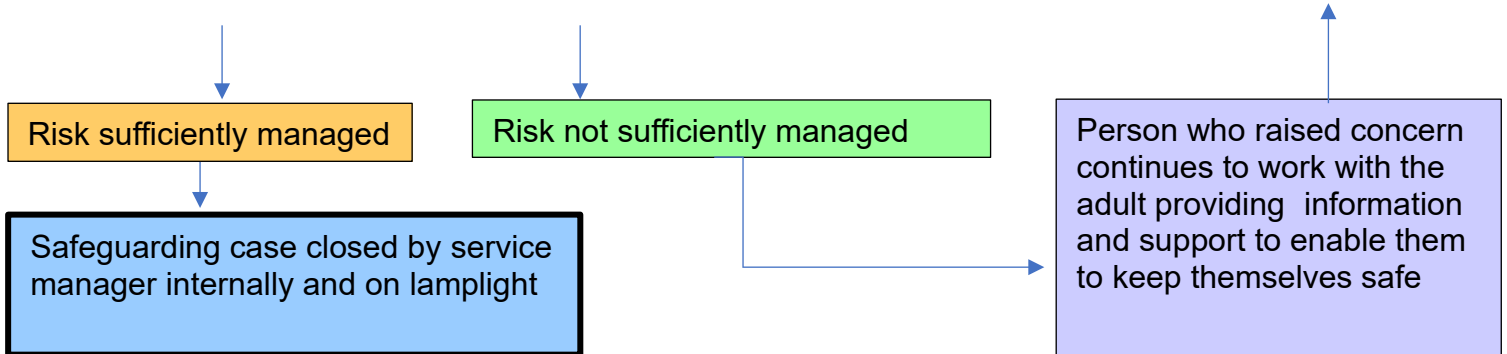 Risk sufficiently managed
Risk not sufficiently managed
Person who raised concern
continues to work with the
adult providing  information
and support to enable them
to keep themselves safe
Safeguarding case closed by service
manager internally and on lamplight